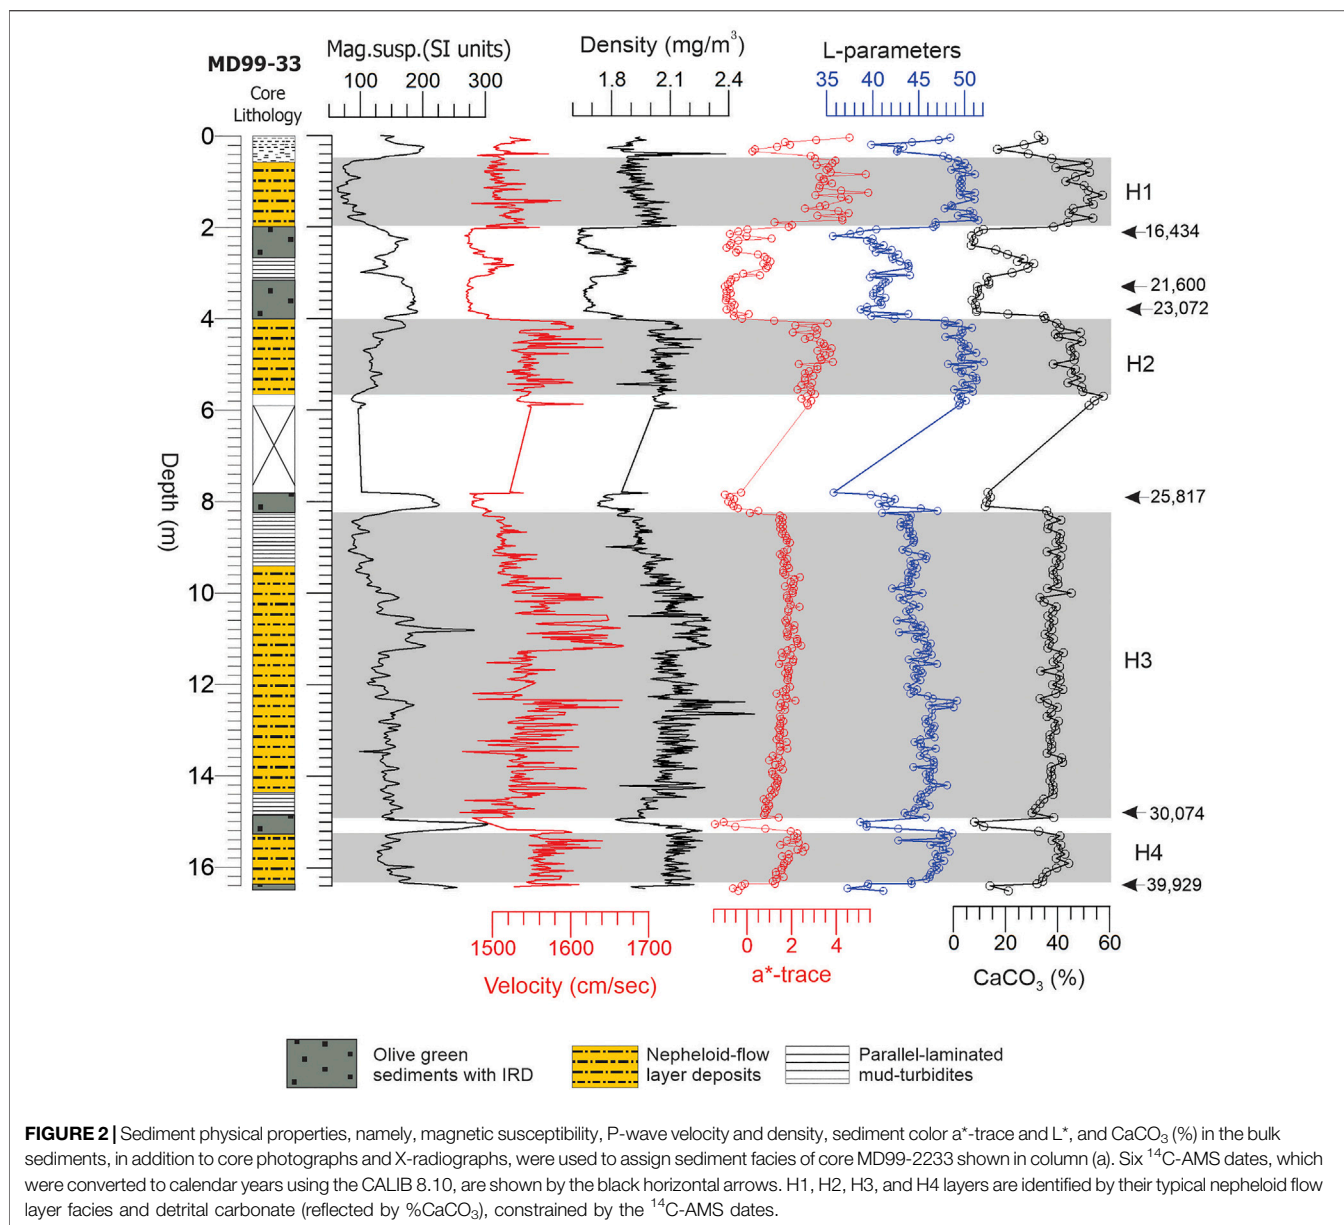 MD99-33
Core
Lithology
Mag.susp.(SI units)
100 200 300
Density (mg/m³)
1.8 2.1 2.4
L-parameters
35 40 45 50
Depth (m)
0
2
4
6
8
10
12
14
16
H1
16,434
21,600
23,072
H2
25,817
H3
30,074
H4
39,929
1500 1600 1700
Velocity (cm/sec)
0 2 4
a*-trace
0 20 40 60
CaCO₃ (%)
Olive green
sediments with IRD
Nepheloid-flow
layer deposits
Parallel-laminated
mud-turbidites
FIGURE 2 | Sediment physical properties, namely, magnetic susceptibility, P-wave velocity and density, sediment color a*-trace and L*, and CaCO₃ (%) in the bulk
sediments, in addition to core photographs and X-radiographs, were used to assign sediment facies of core MD99-2233 shown in column (a). Six ¹⁴C-AMS dates, which
were converted to calendar years using the CALIB 8.10, are shown by the black horizontal arrows. H1, H2, H3, and H4 layers are identified by their typical nepheloid flow
layer facies and detrital carbonate (reflected by %CaCO₃), constrained by the ¹⁴C-AMS dates.